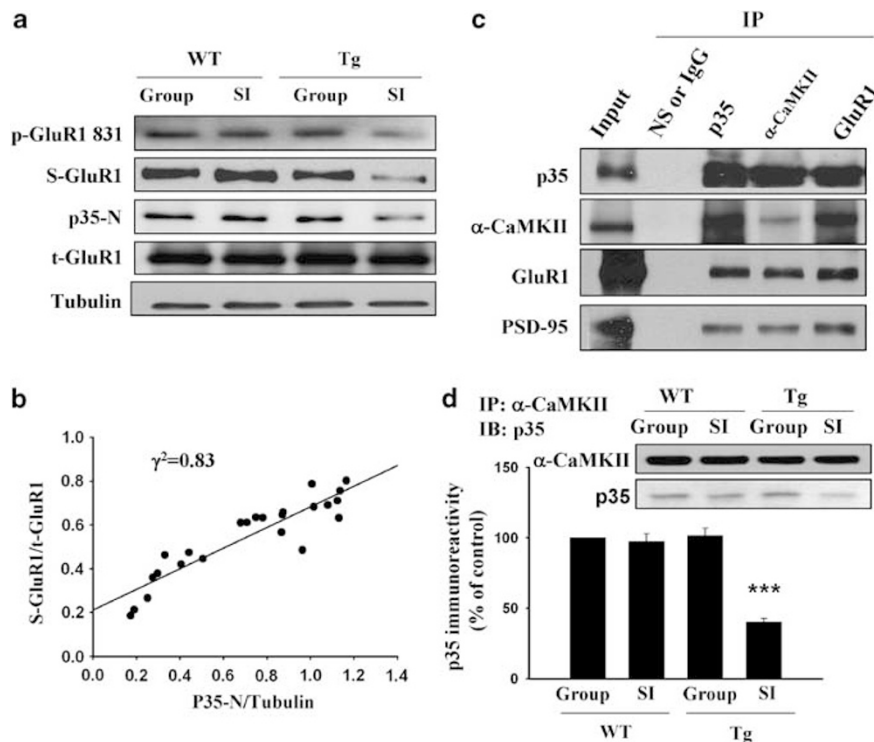 a
WT Tg
Group SI Group SI
p-GluR1 831
S-GluR1
p35-N
t-GluR1
Tubulin
b
γ²=0.83
S-GluR1/t-GluR1
1.0
0.8
0.6
0.4
0.2
0.0
0.0 0.2 0.4 0.6 0.8 1.0 1.2 1.4
P35-N/Tubulin
c
IP
Input NS or IgG p35 α-CaMKII GluR1
p35
α-CaMKII
GluR1
PSD-95
d
IP: α-CaMKII
IB: p35
WT Tg
Group SI Group SI
α-CaMKII
p35
p35 immunoreactivity
(% of control)
150
100
50
0
***
Group SI Group SI
WT Tg